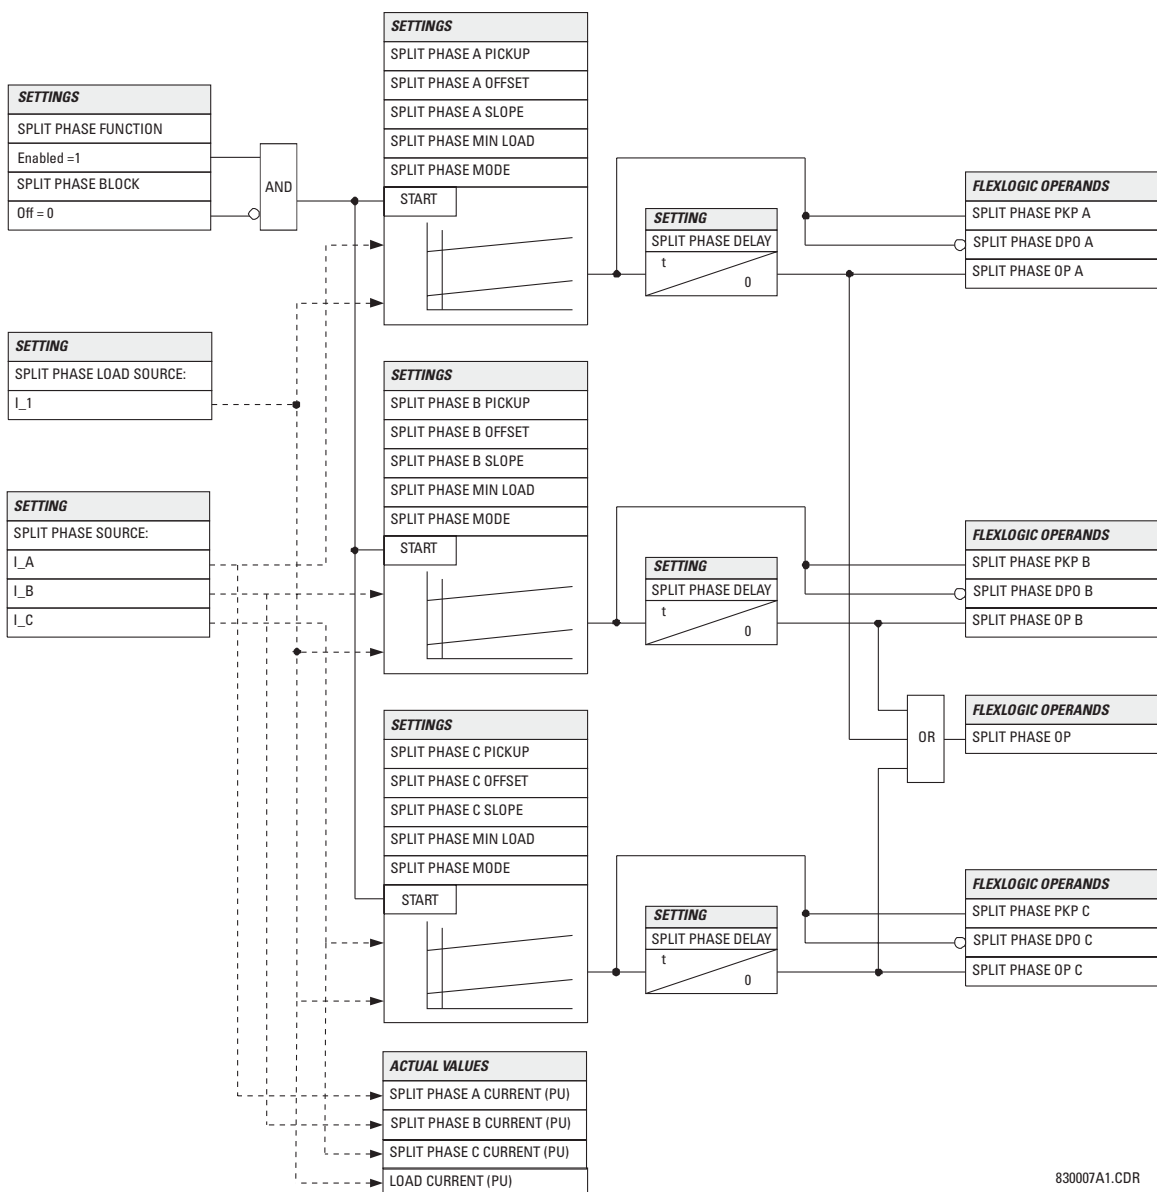 SETTINGS
SPLIT PHASE FUNCTION
Enabled =1
SPLIT PHASE BLOCK
Off = 0
AND
SETTING
SPLIT PHASE LOAD SOURCE:
I_1
SETTING
SPLIT PHASE SOURCE:
I_A
I_B
I_C
SETTINGS
SPLIT PHASE A PICKUP
SPLIT PHASE A OFFSET
SPLIT PHASE A SLOPE
SPLIT PHASE MIN LOAD
SPLIT PHASE MODE
START
SETTING
SPLIT PHASE DELAY
t
0
FLEXLOGIC OPERANDS
SPLIT PHASE PKP A
SPLIT PHASE DPO A
SPLIT PHASE OP A
SETTINGS
SPLIT PHASE B PICKUP
SPLIT PHASE B OFFSET
SPLIT PHASE B SLOPE
SPLIT PHASE MIN LOAD
SPLIT PHASE MODE
START
SETTING
SPLIT PHASE DELAY
t
0
FLEXLOGIC OPERANDS
SPLIT PHASE PKP B
SPLIT PHASE DPO B
SPLIT PHASE OP B
OR
FLEXLOGIC OPERANDS
SPLIT PHASE OP
SETTINGS
SPLIT PHASE C PICKUP
SPLIT PHASE C OFFSET
SPLIT PHASE C SLOPE
SPLIT PHASE MIN LOAD
SPLIT PHASE MODE
START
SETTING
SPLIT PHASE DELAY
t
0
FLEXLOGIC OPERANDS
SPLIT PHASE PKP C
SPLIT PHASE DPO C
SPLIT PHASE OP C
ACTUAL VALUES
SPLIT PHASE A CURRENT (PU)
SPLIT PHASE B CURRENT (PU)
SPLIT PHASE C CURRENT (PU)
LOAD CURRENT (PU)
830007A1.CDR